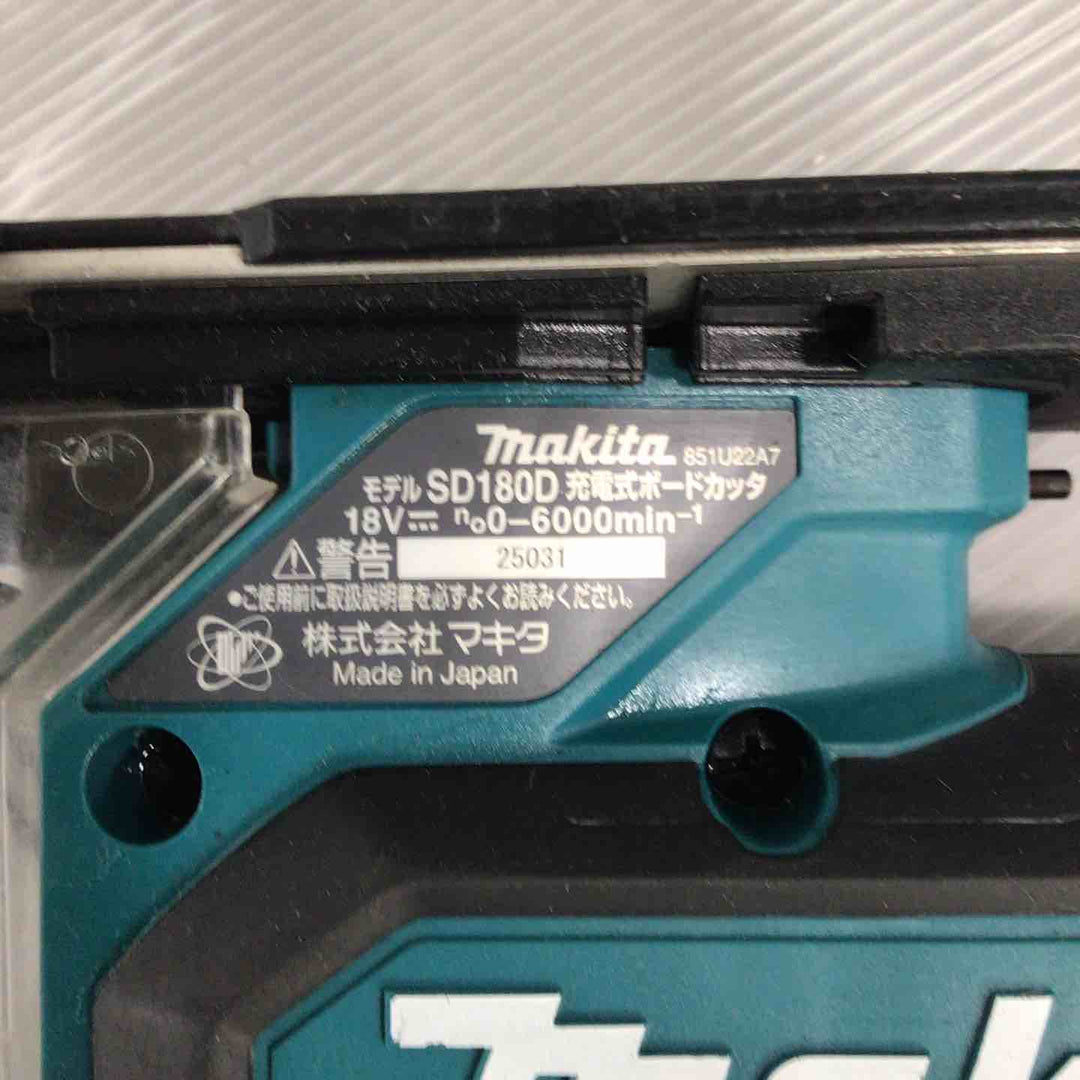 makita 851U22A7
モデル SD180D 充電式ボードカッタ
18V⎓ n₀0-6000min⁻¹
⚠警告 25031
●ご使用前に取扱説明書を必ずよくお読みください。
株式会社 マキタ
Made in Japan
mak